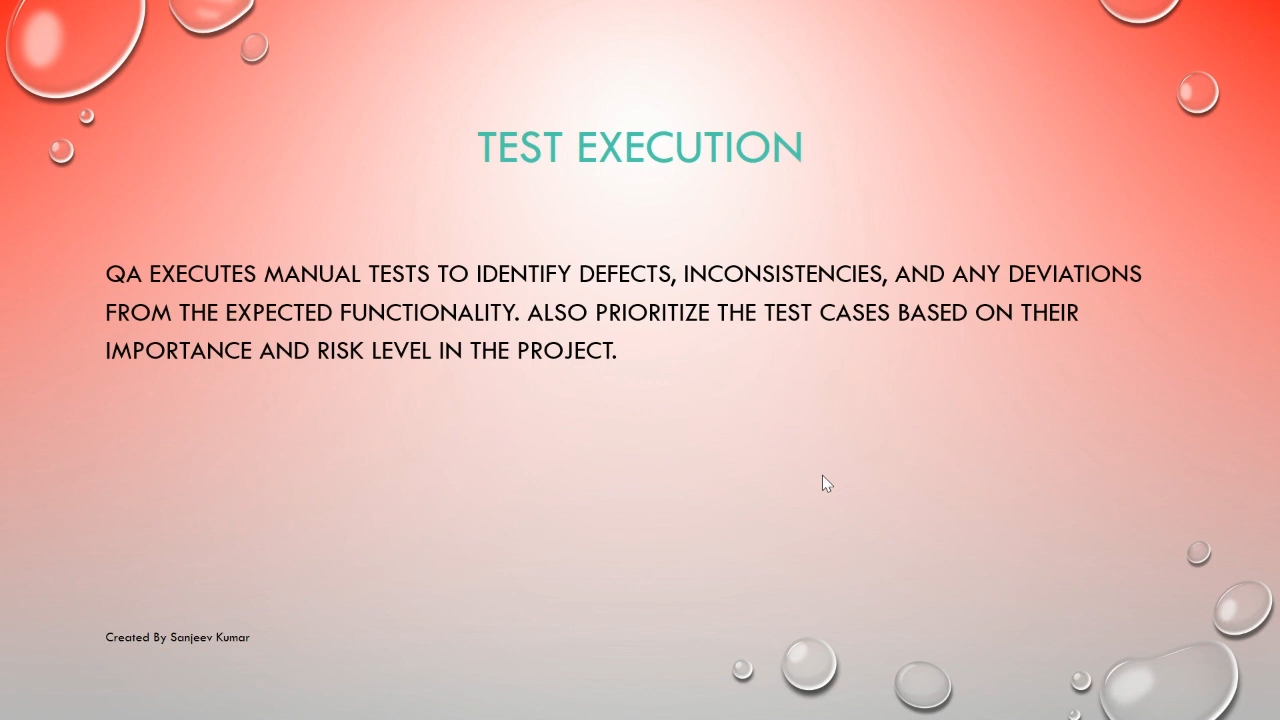 TEST EXECUTION
QA EXECUTES MANUAL TESTS TO IDENTIFY DEFECTS, INCONSISTENCIES, AND ANY DEVIATIONS
FROM THE EXPECTED FUNCTIONALITY. ALSO PRIORITIZE THE TEST CASES BASED ON THEIR
IMPORTANCE AND RISK LEVEL IN THE PROJECT.
Created By Sanjeev Kumar